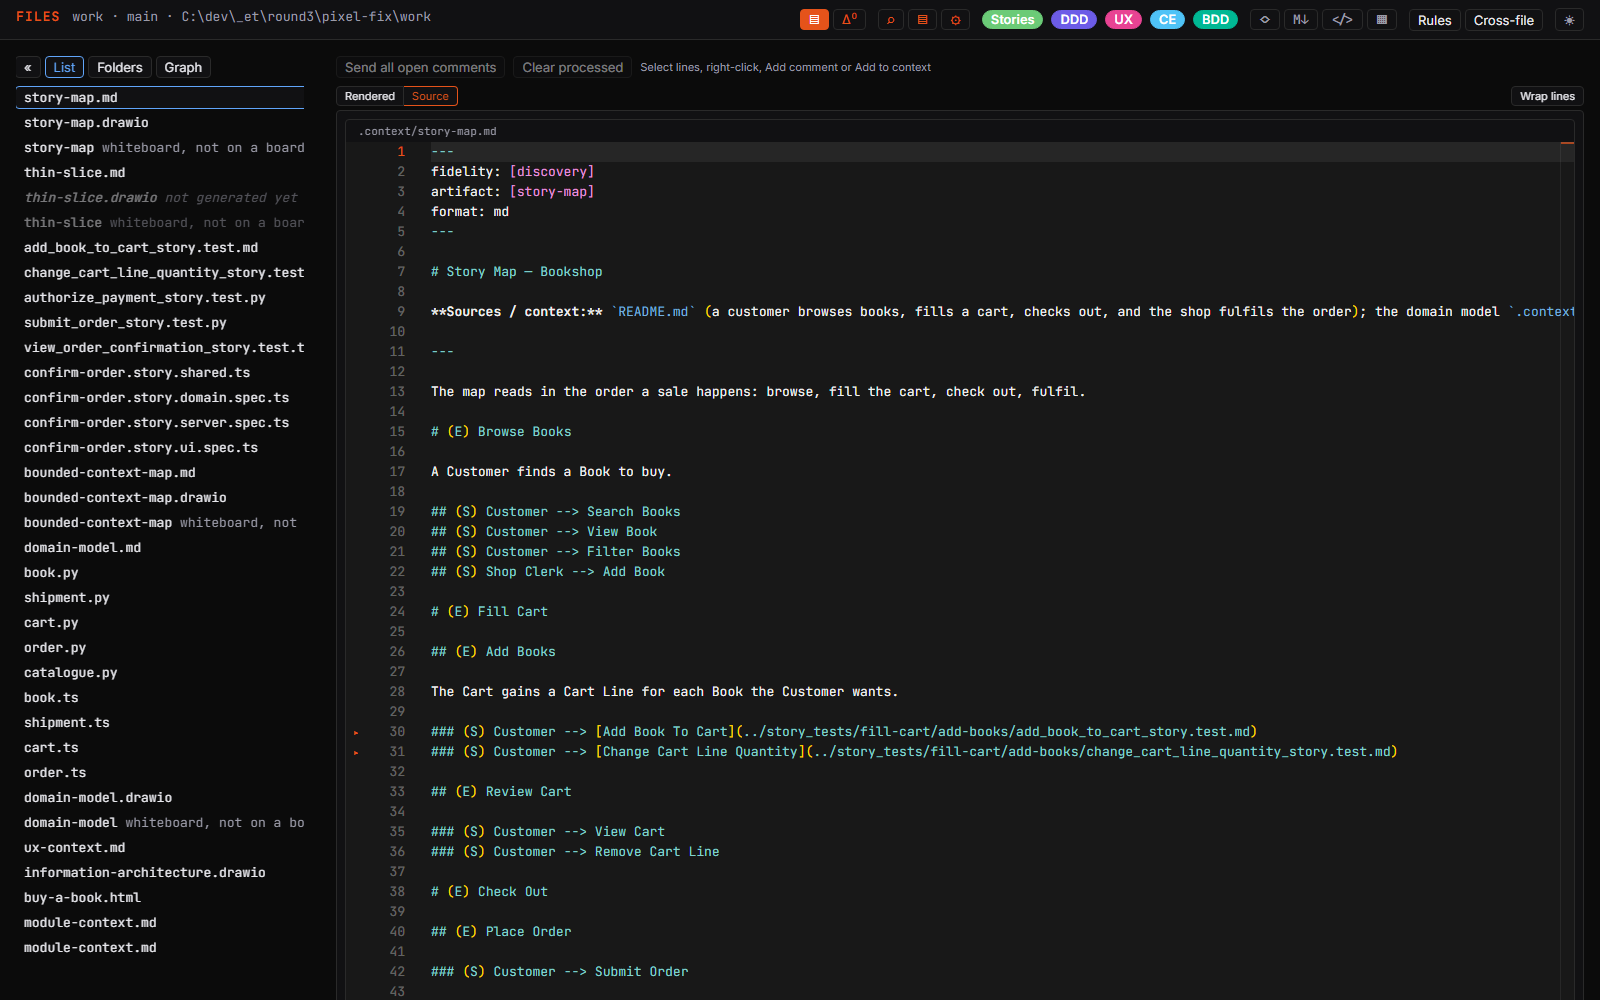 FILES work · main · C:\dev\_et\round3\pixel-fix\work
Δ0 Stories DDD UX CE BDD M↓ </> Rules Cross-file
« List Folders Graph
Send all open comments Clear processed Select lines, right-click, Add comment or Add to context
Rendered Source Wrap lines
story-map.md
story-map.drawio
story-map whiteboard, not on a board
thin-slice.md
thin-slice.drawio not generated yet
thin-slice whiteboard, not on a boar
add_book_to_cart_story.test.md
change_cart_line_quantity_story.test
authorize_payment_story.test.py
submit_order_story.test.py
view_order_confirmation_story.test.t
confirm-order.story.shared.ts
confirm-order.story.domain.spec.ts
confirm-order.story.server.spec.ts
confirm-order.story.ui.spec.ts
bounded-context-map.md
bounded-context-map.drawio
bounded-context-map whiteboard, not
domain-model.md
book.py
shipment.py
cart.py
order.py
catalogue.py
book.ts
shipment.ts
cart.ts
order.ts
domain-model.drawio
domain-model whiteboard, not on a bo
ux-context.md
information-architecture.drawio
buy-a-book.html
module-context.md
module-context.md
.context/story-map.md
1 ---
2 fidelity: [discovery]
3 artifact: [story-map]
4 format: md
5 ---
6
7 # Story Map — Bookshop
8
9 **Sources / context:** `README.md` (a customer browses books, fills a cart, checks out, and the shop fulfils the order); the domain model `.context
10
11 ---
12
13 The map reads in the order a sale happens: browse, fill the cart, check out, fulfil.
14
15 # (E) Browse Books
16
17 A Customer finds a Book to buy.
18
19 ## (S) Customer --> Search Books
20 ## (S) Customer --> View Book
21 ## (S) Customer --> Filter Books
22 ## (S) Shop Clerk --> Add Book
23
24 # (E) Fill Cart
25
26 ## (E) Add Books
27
28 The Cart gains a Cart Line for each Book the Customer wants.
29
30 ### (S) Customer --> [Add Book To Cart](../story_tests/fill-cart/add-books/add_book_to_cart_story.test.md)
31 ### (S) Customer --> [Change Cart Line Quantity](../story_tests/fill-cart/add-books/change_cart_line_quantity_story.test.md)
32
33 ## (E) Review Cart
34
35 ### (S) Customer --> View Cart
36 ### (S) Customer --> Remove Cart Line
37
38 # (E) Check Out
39
40 ## (E) Place Order
41
42 ### (S) Customer --> Submit Order
43